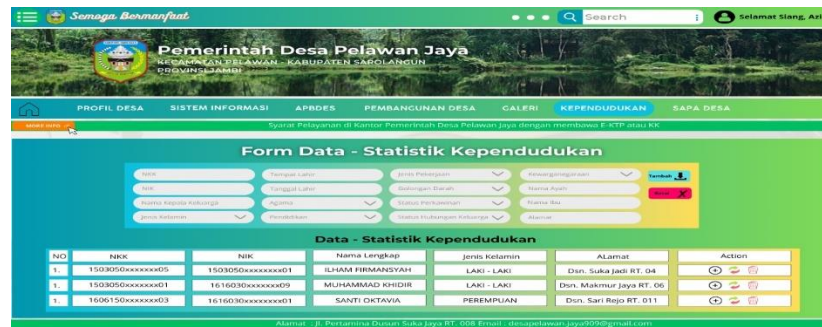 Semoga Bermanfaat
Search
Selamat Siang, Azi
Pemerintah Desa Pelawan Jaya
KECAMATAN PELAWAN - KABUPATEN SAROLANGUN
PROVINSI JAMBI
PROFIL DESA SISTEM INFORMASI APBDES PEMBANGUNAN DESA GALERI KEPENDUDUKAN SAPA DESA
MORE INFO
Syarat Pelayanan di Kantor Pemerintah Desa Pelawan Jaya dengan membawa E-KTP atau KK
Form Data - Statistik Kependudukan
NKK Tempat Lahir Jenis Pekerjaan Kewarganegaraan Tambah
NIK Tanggal Lahir Golongan Darah Nama Ayah
Nama Kepala Keluarga Agama Status Perkawinan Nama Ibu
Jenis Kelamin Pendidikan Status Hubungan Keluarga Alamat
Data - Statistik Kependudukan
NO NKK NIK Nama Lengkap Jenis Kelamin ALamat Action
1. 1503050xxxxxxx05 1503050xxxxxxxx01 ILHAM FIRMANSYAH LAKI - LAKI Dsn. Suka Jadi RT. 04
1. 1503050xxxxxxx01 1616030xxxxxxx09 MUHAMMAD KHIDIR LAKI - LAKI Dsn. Makmur Jaya RT. 06
1. 1606150xxxxxxx03 1616030xxxxxxxx01 SANTI OKTAVIA PEREMPUAN Dsn. Sari Rejo RT. 011
Alamat : Jl. Pertamina Dusun Suka Jaya RT. 008 Email : desapelawan.jaya909@gmail.com